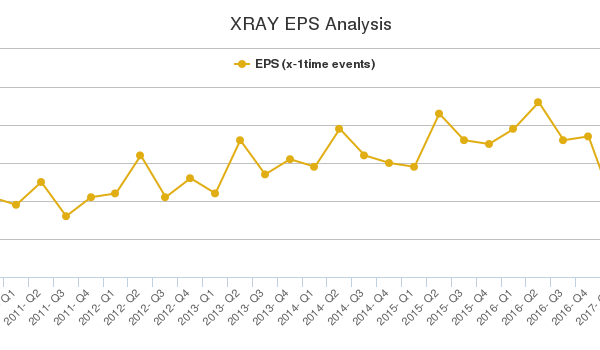 XRAY EPS Analysis
EPS (x-1time events)
Q1
2011- Q2
2011- Q3
2011- Q4
2012- Q1
2012- Q2
2012- Q3
2012- Q4
2013- Q1
2013- Q2
2013- Q3
2013- Q4
2014- Q1
2014- Q2
2014- Q3
2014- Q4
2015- Q1
2015- Q2
2015- Q3
2015- Q4
2016- Q1
2016- Q2
2016- Q3
2016- Q4
2017-